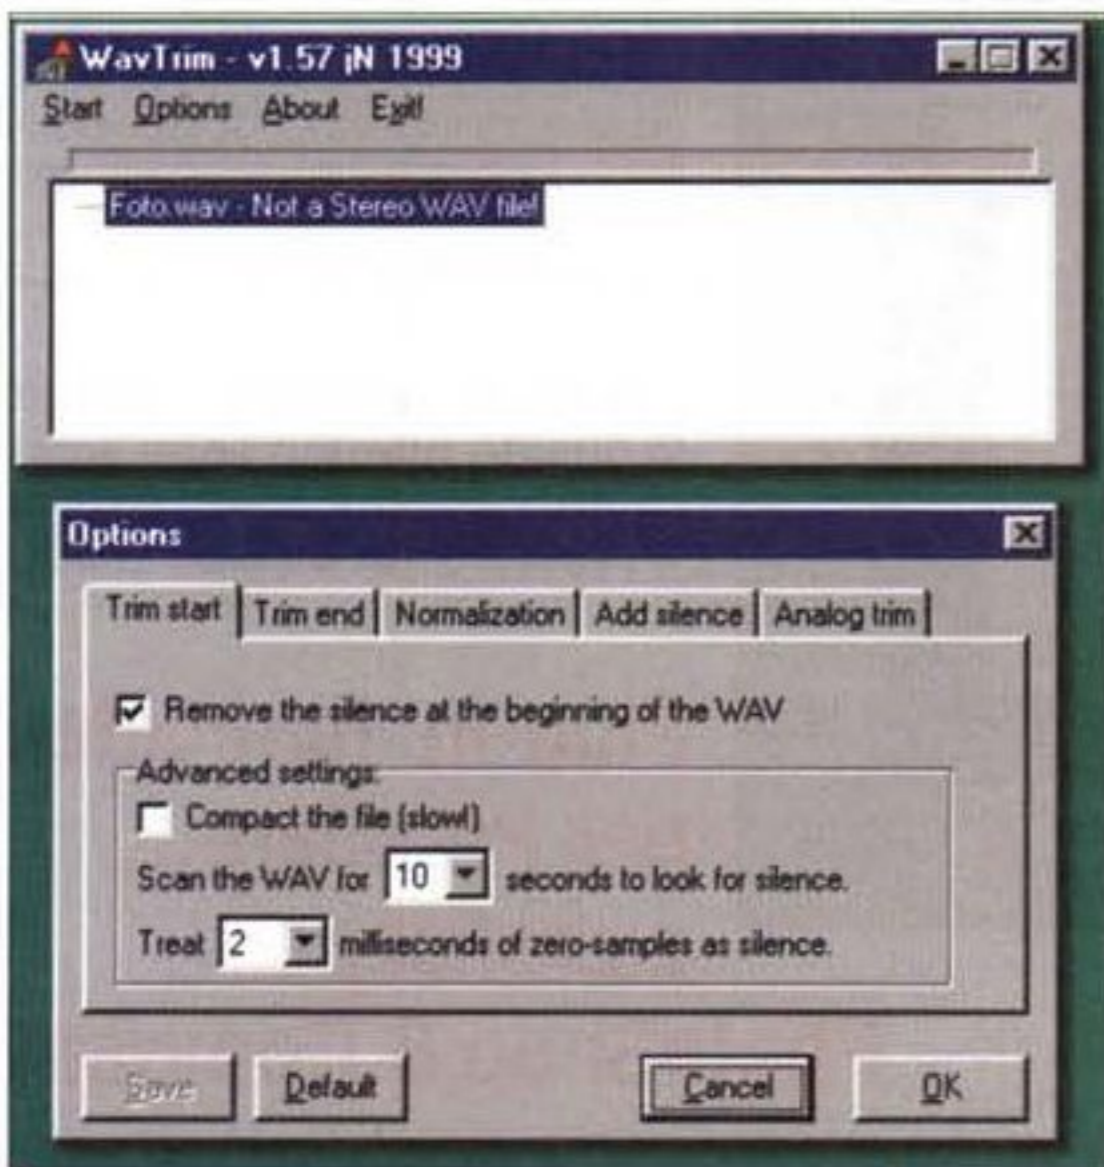 WavTrim - v1.57 jN 1999
Start Options About Exit!
Foto.wav - Not a Stereo WAV file!
Options
Trim start Trim end Normalization Add silence Analog trim
Remove the silence at the beginning of the WAV
Advanced settings:
Compact the file (slow!)
Scan the WAV for 10 seconds to look for silence.
Treat 2 milliseconds of zero-samples as silence.
Save Default Cancel OK